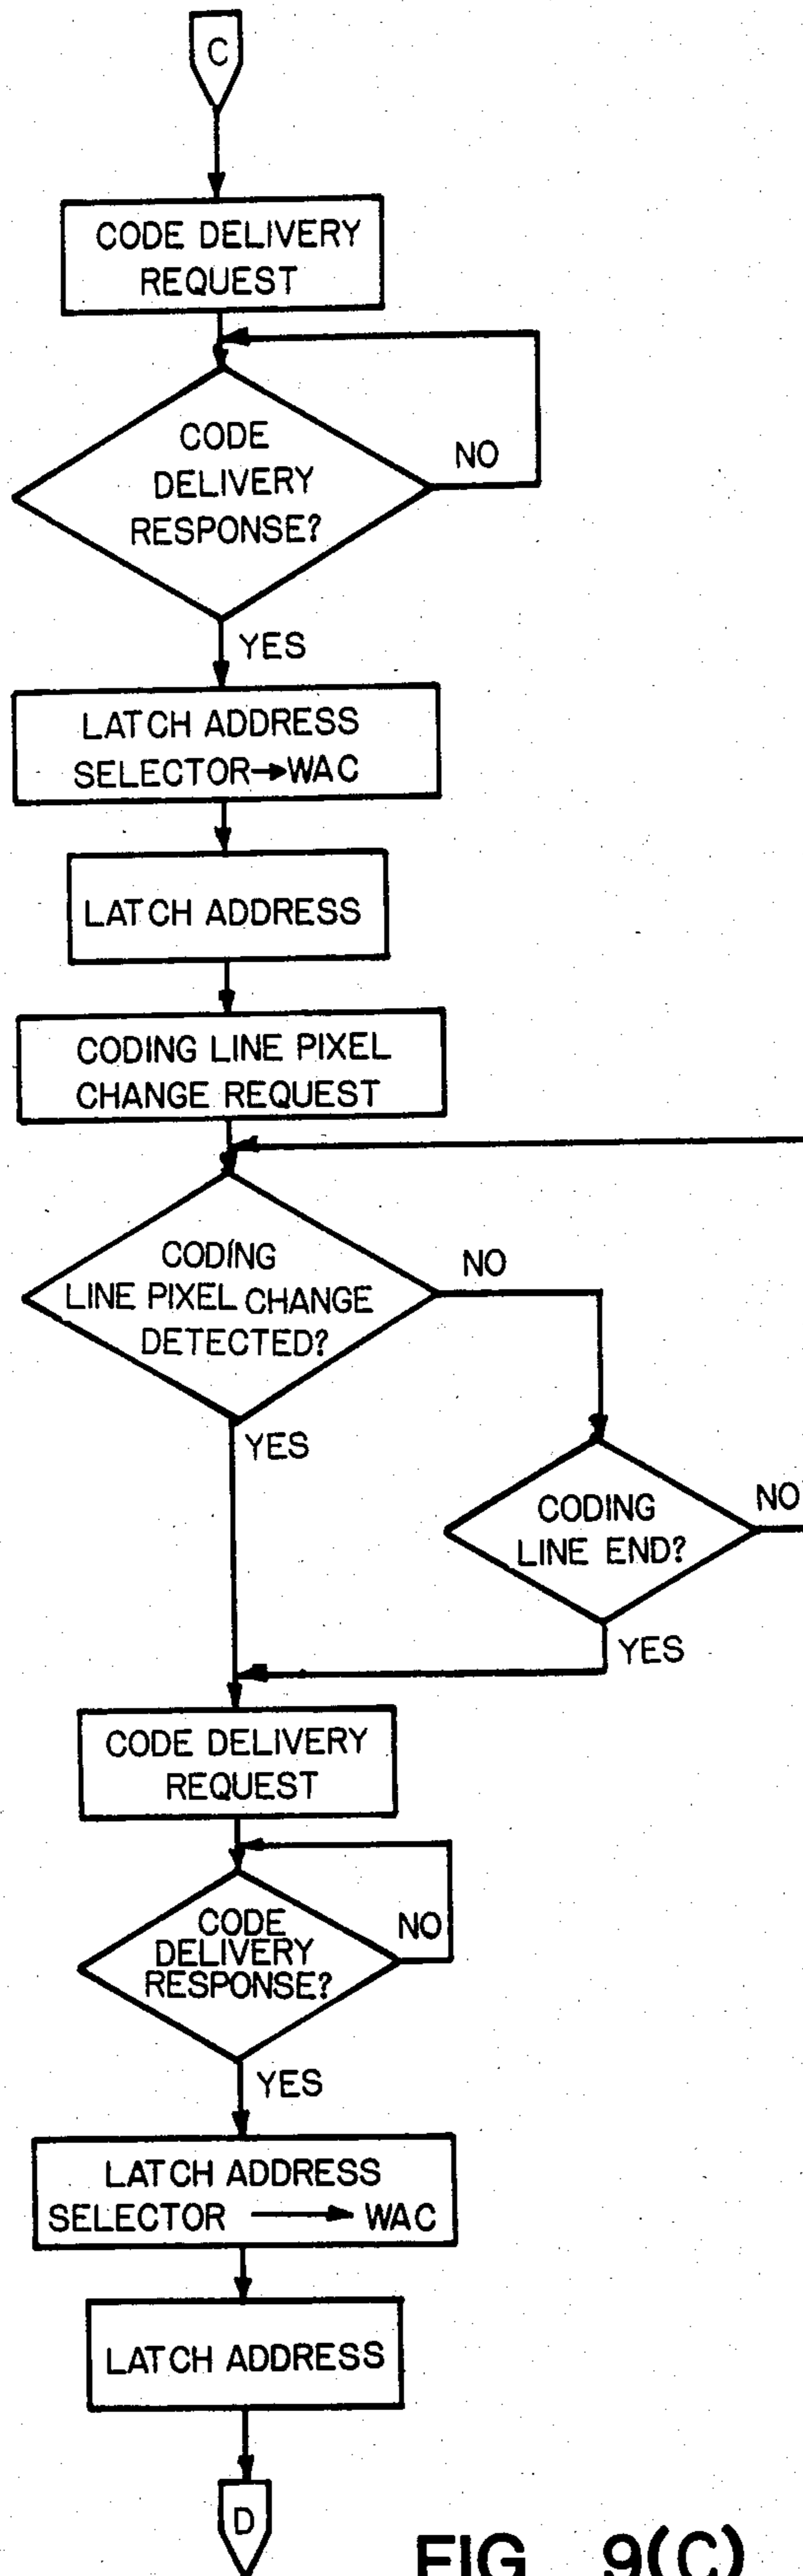 C
CODE DELIVERY
REQUEST
CODE
DELIVERY
RESPONSE?
NO
YES
LATCH ADDRESS
SELECTOR→WAC
LATCH ADDRESS
CODING LINE PIXEL
CHANGE REQUEST
CODING
LINE PIXEL CHANGE
DETECTED?
NO
YES
CODING
LINE END?
NO
YES
CODE DELIVERY
REQUEST
CODE
DELIVERY
RESPONSE?
NO
YES
LATCH ADDRESS
SELECTOR → WAC
LATCH ADDRESS
D
FIG. 9(C)